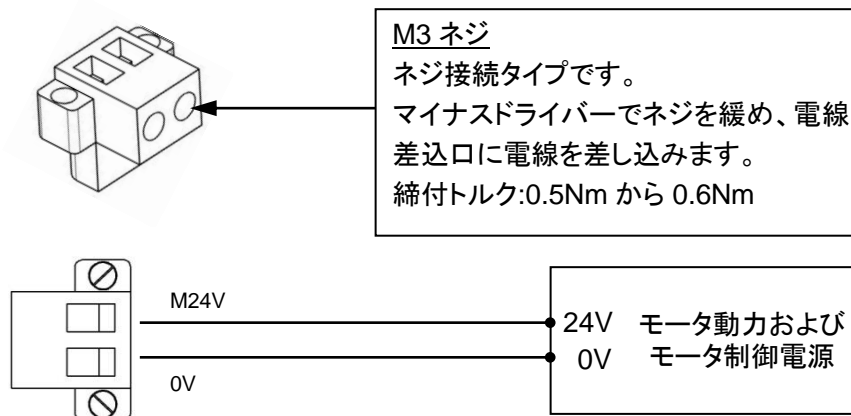 M3 ネジ
ネジ接続タイプです。
マイナスドライバーでネジを緩め、電線
差込口に電線を差し込みます。
締付トルク:0.5Nm から 0.6Nm
M24V
24V モータ動力および
0V モータ制御電源
0V